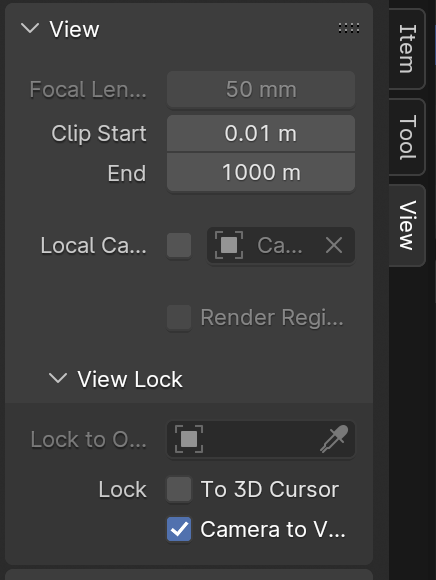 View
Focal Len...
50 mm
Clip Start
0.01 m
End
1000 m
Local Ca...
Ca...
Render Regi...
View Lock
Lock to O...
Lock
To 3D Cursor
Camera to V...
Item
Tool
View